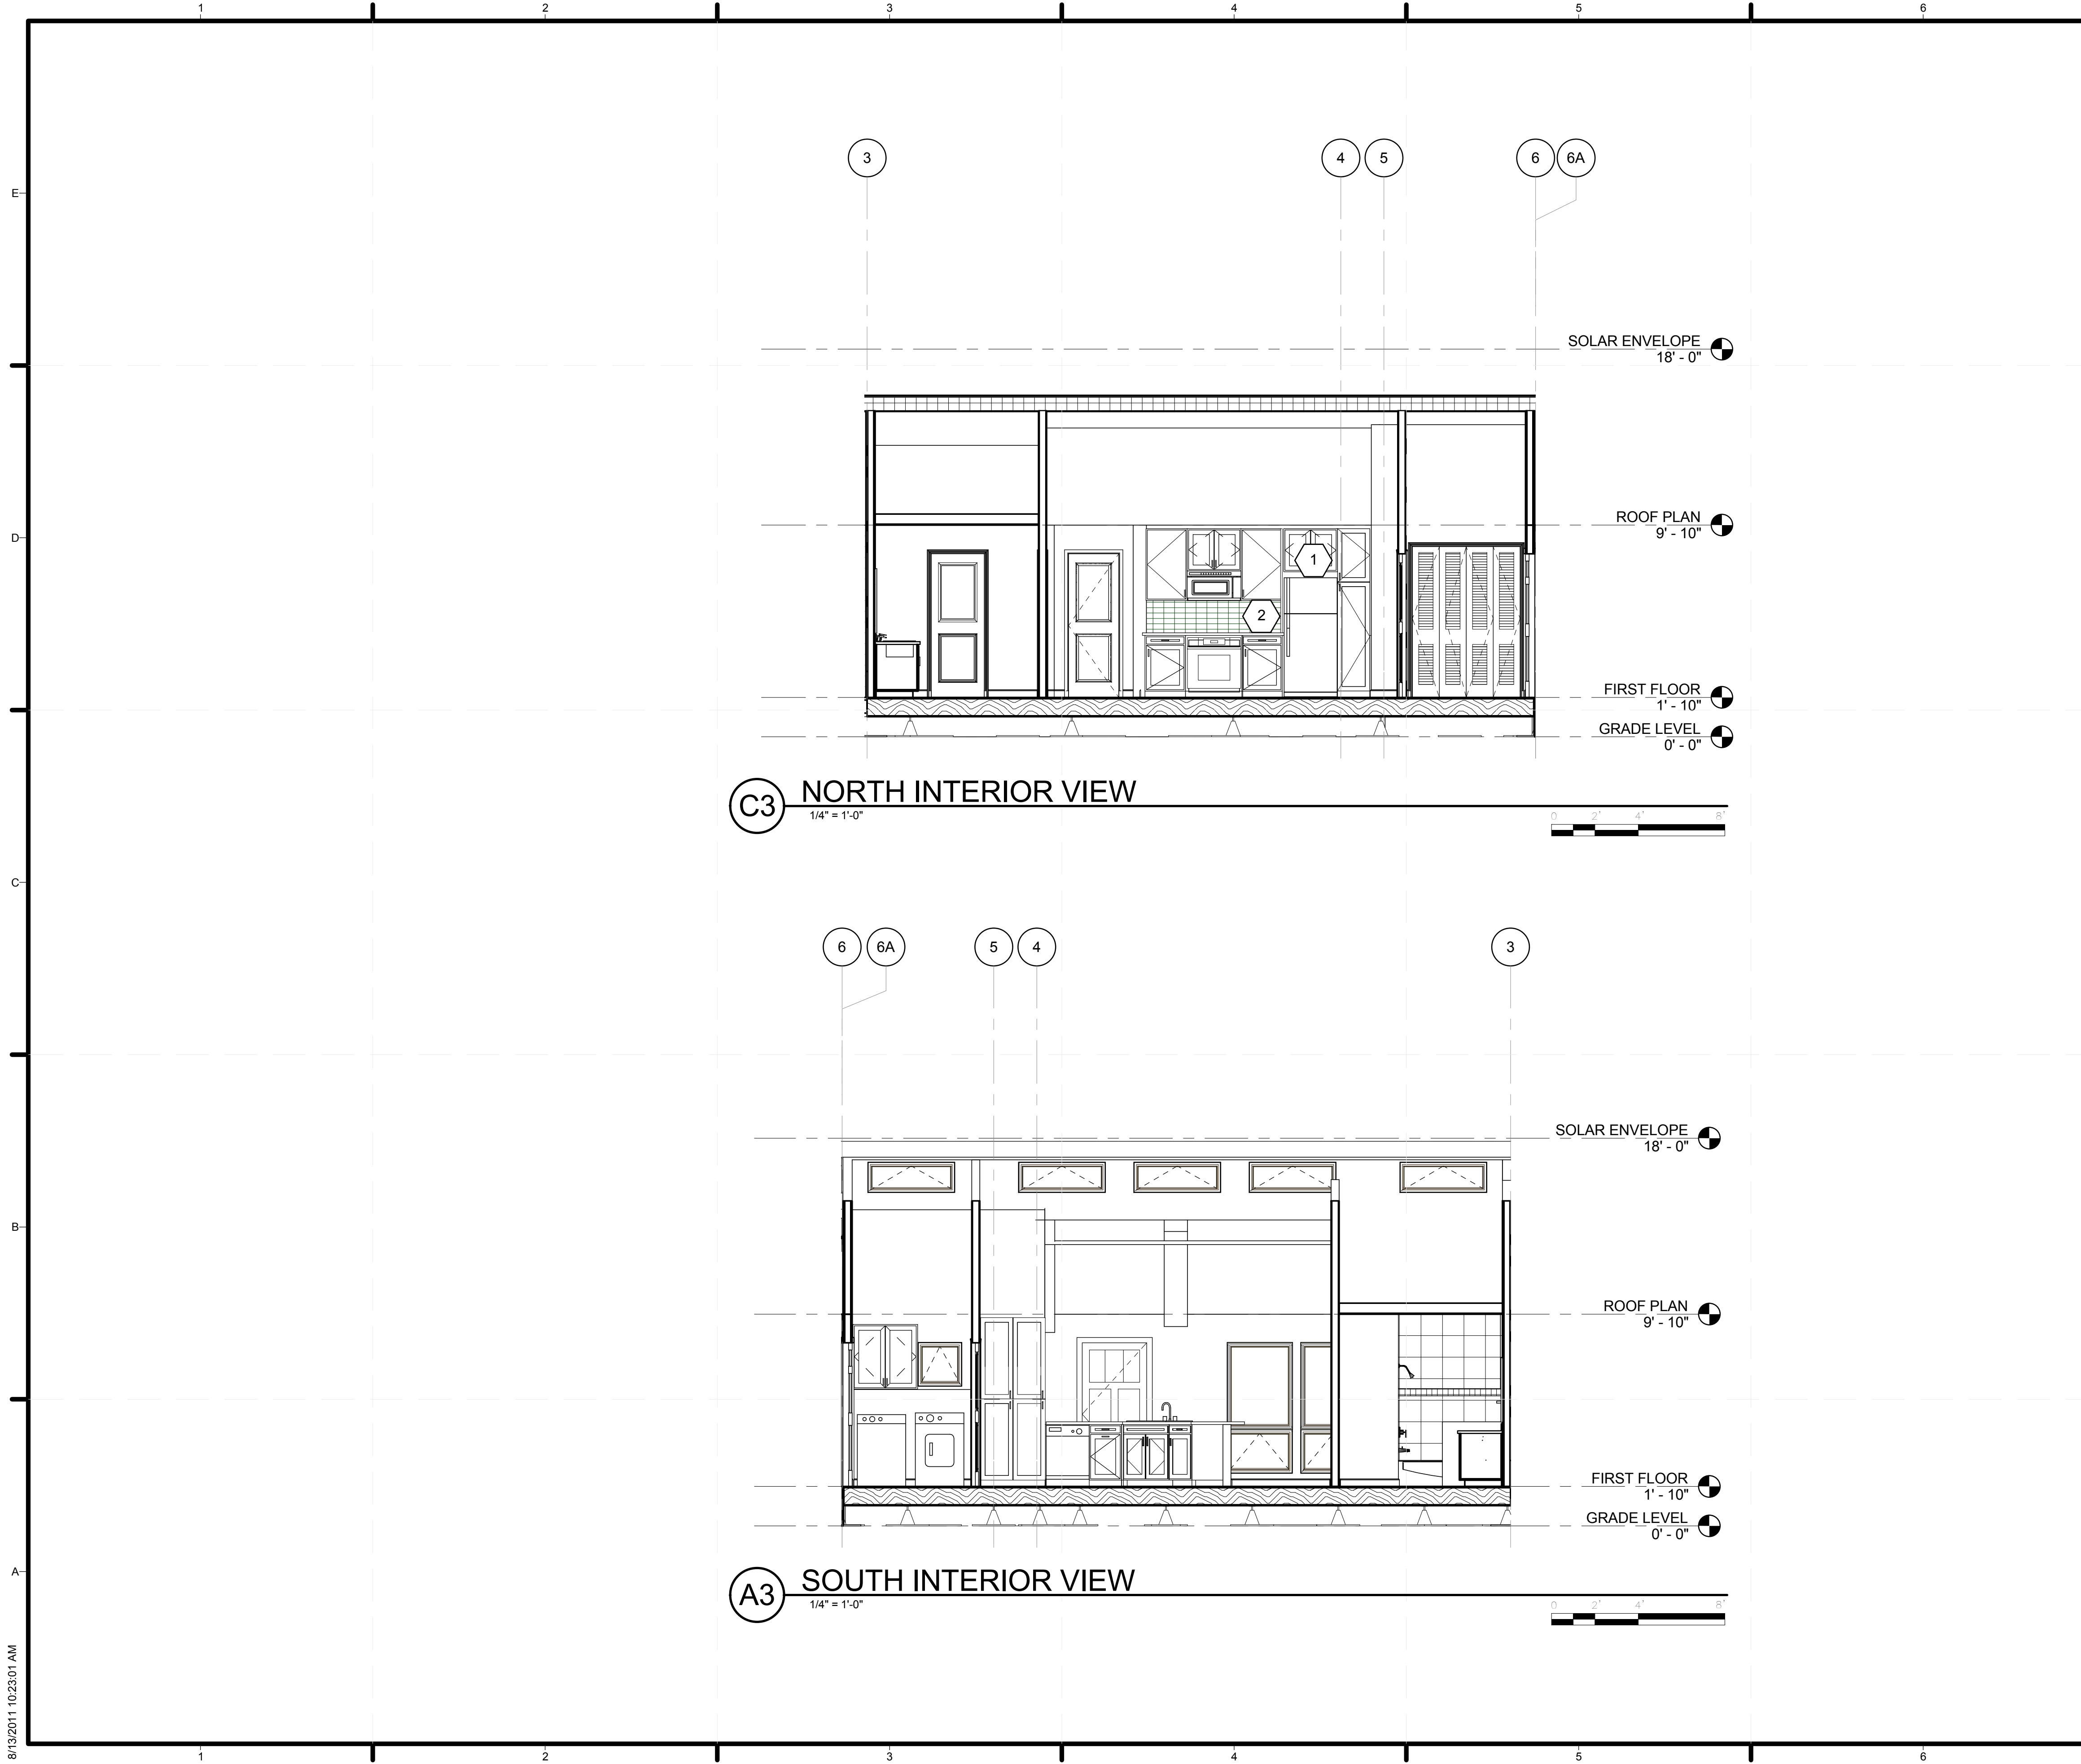 1 2 3 4 5 6
E
D
C
B
A
3 4 5 6 6A
SOLAR ENVELOPE
18' - 0"
ROOF PLAN
9' - 10"
1
2
FIRST FLOOR
1' - 10"
GRADE LEVEL
0' - 0"
C3 NORTH INTERIOR VIEW
1/4" = 1'-0"
0 2' 4' 8'
6 6A 5 4 3
SOLAR ENVELOPE
18' - 0"
ROOF PLAN
9' - 10"
FIRST FLOOR
1' - 10"
GRADE LEVEL
0' - 0"
A3 SOUTH INTERIOR VIEW
1/4" = 1'-0"
0 2' 4' 8'
8/13/2011 10:23:01 AM
1 2 3 4 5 6